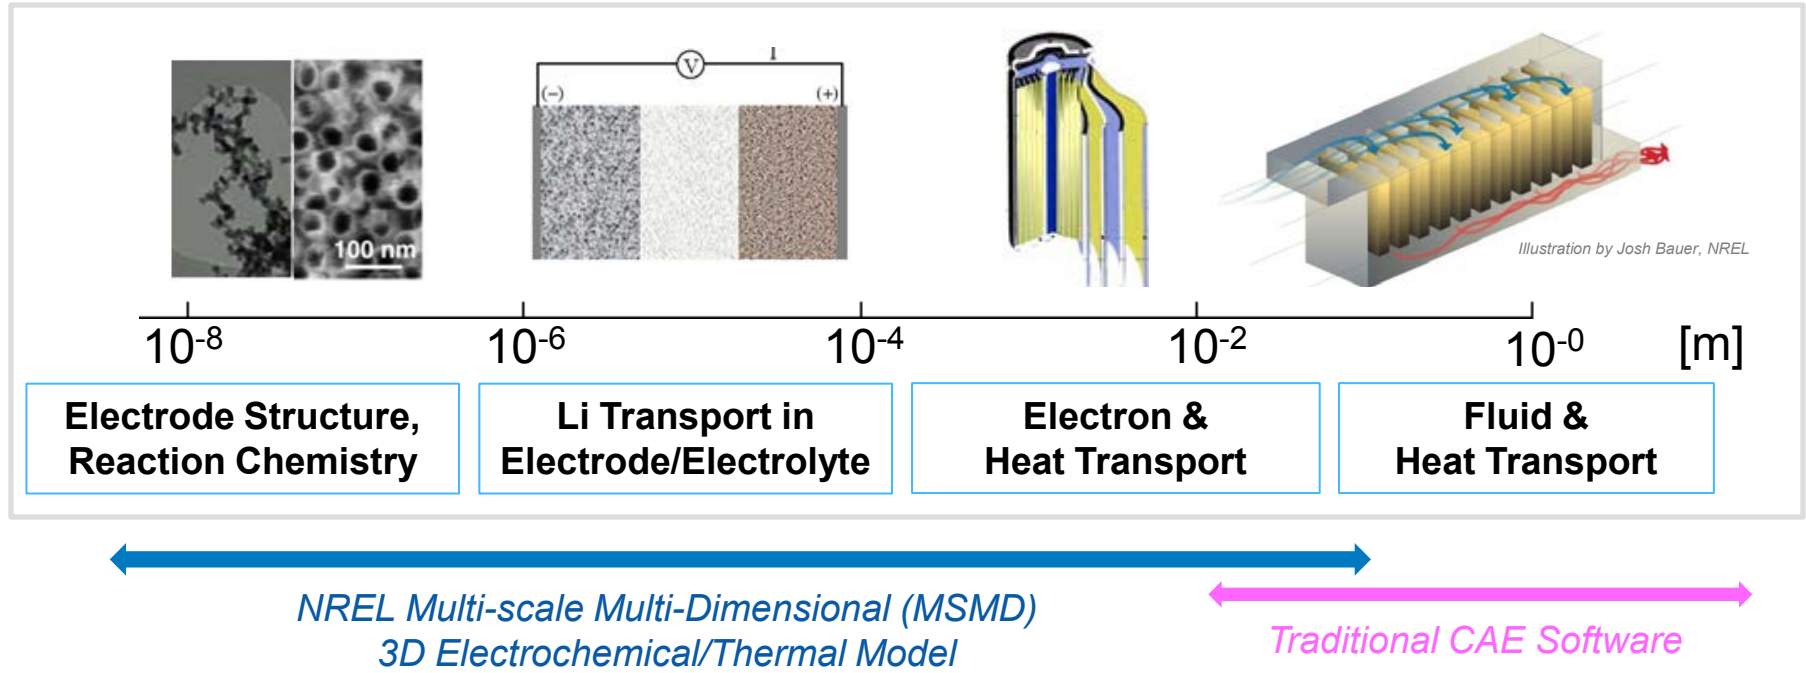 I
V
(-)
(+)
100 nm
Illustration by Josh Bauer, NREL
10-8
10-6
10-4
10-2
10-0
[m]
Electrode Structure,
Reaction Chemistry
Li Transport in
Electrode/Electrolyte
Electron &
Heat Transport
Fluid &
Heat Transport
NREL Multi-scale Multi-Dimensional (MSMD)
3D Electrochemical/Thermal Model
Traditional CAE Software